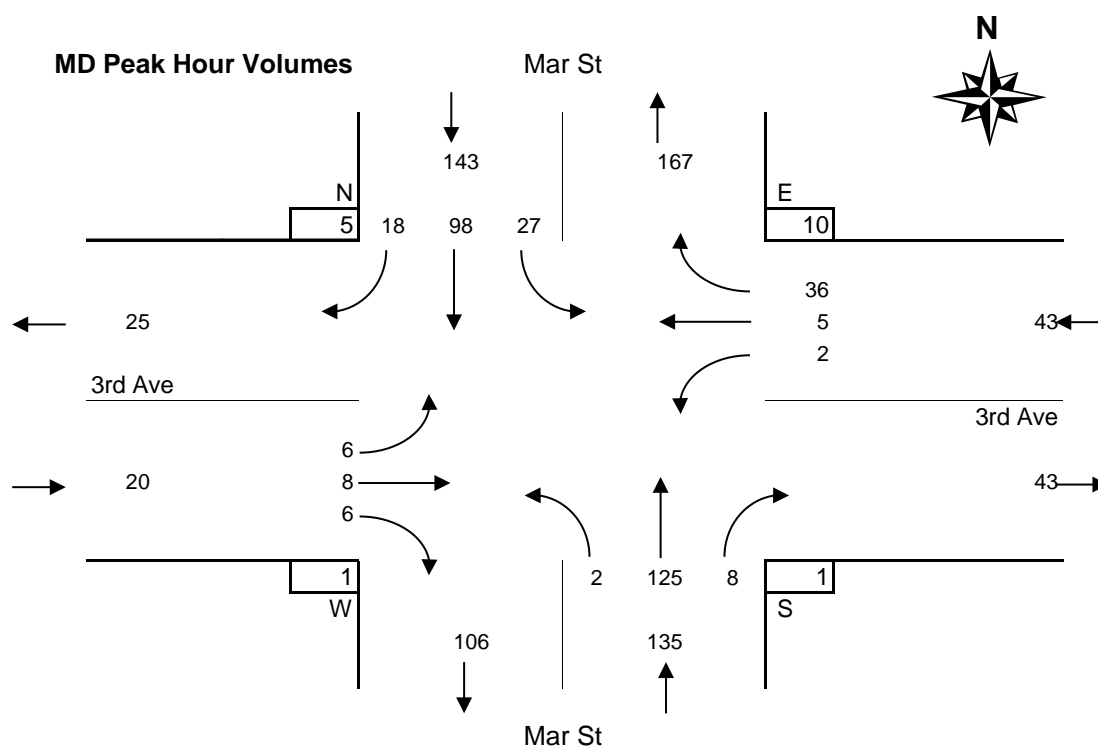 N
MD Peak Hour Volumes Mar St
143 167
N E
5 18 98 27 10
36
25 5 43
2
3rd Ave
3rd Ave
6
20 8 43
6
1 2 125 8 1
W S
106 135
Mar St